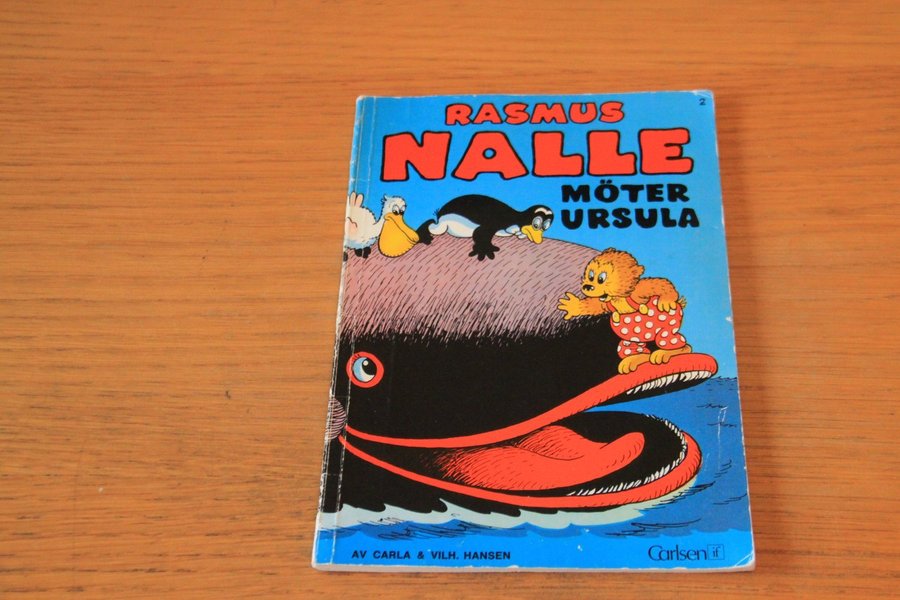 2
RASMUS
NALLE
MÖTER
URSULA
AV CARLA & VILH. HANSEN
Carlsen if